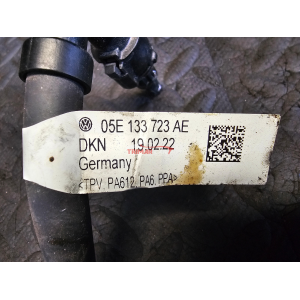 05E 133 723 AE
DKN 19.02.22
Germany
<TPV, PA612, PA6, PPA>